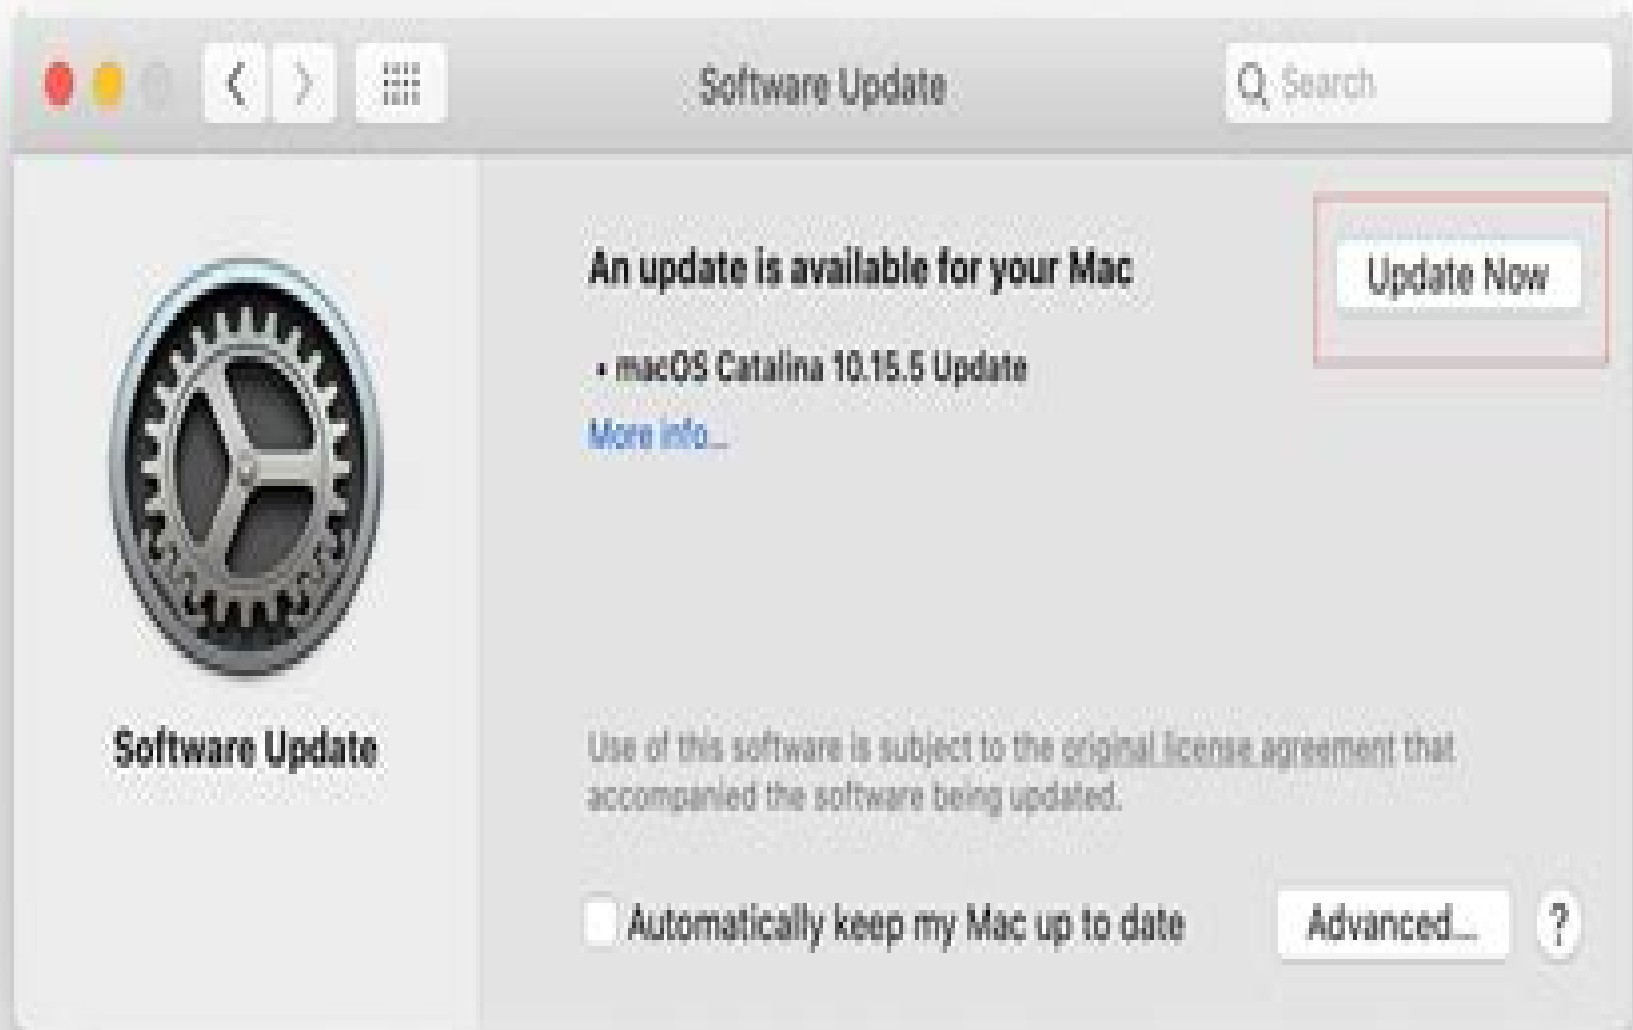 Software Update
Search
An update is available for your Mac
Update Now
• macOS Catalina 10.15.5 Update
More info...
Software Update
Use of this software is subject to the original license agreement that
accompanied the software being updated.
Automatically keep my Mac up to date
Advanced...
?